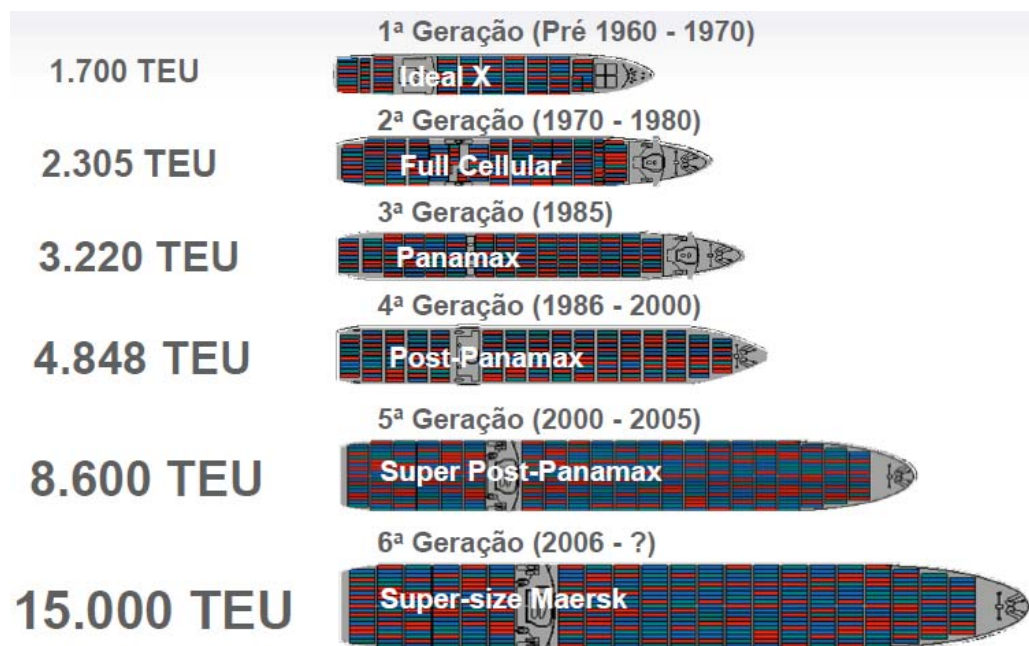 1ª Geração (Pré 1960 - 1970)
1.700 TEU
Ideal X
2ª Geração (1970 - 1980)
2.305 TEU
Full Cellular
3ª Geração (1985)
3.220 TEU
Panamax
4ª Geração (1986 - 2000)
4.848 TEU
Post-Panamax
5ª Geração (2000 - 2005)
8.600 TEU
Super Post-Panamax
6ª Geração (2006 - ?)
15.000 TEU
Super-size Maersk